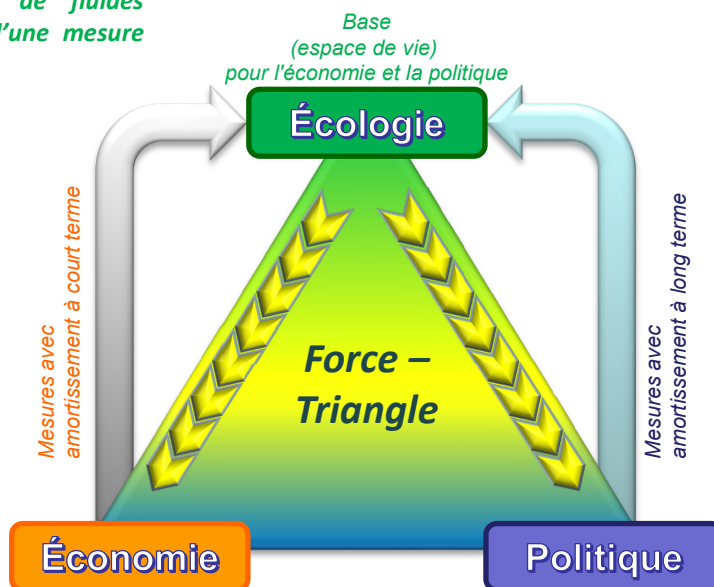 de fluides
d'une mesure
Base
(espace de vie)
pour l'économie et la politique
Écologie
Mesures avec
amortissement à court terme
Mesures avec
amortissement à long terme
Force –
Triangle
Économie
Politique